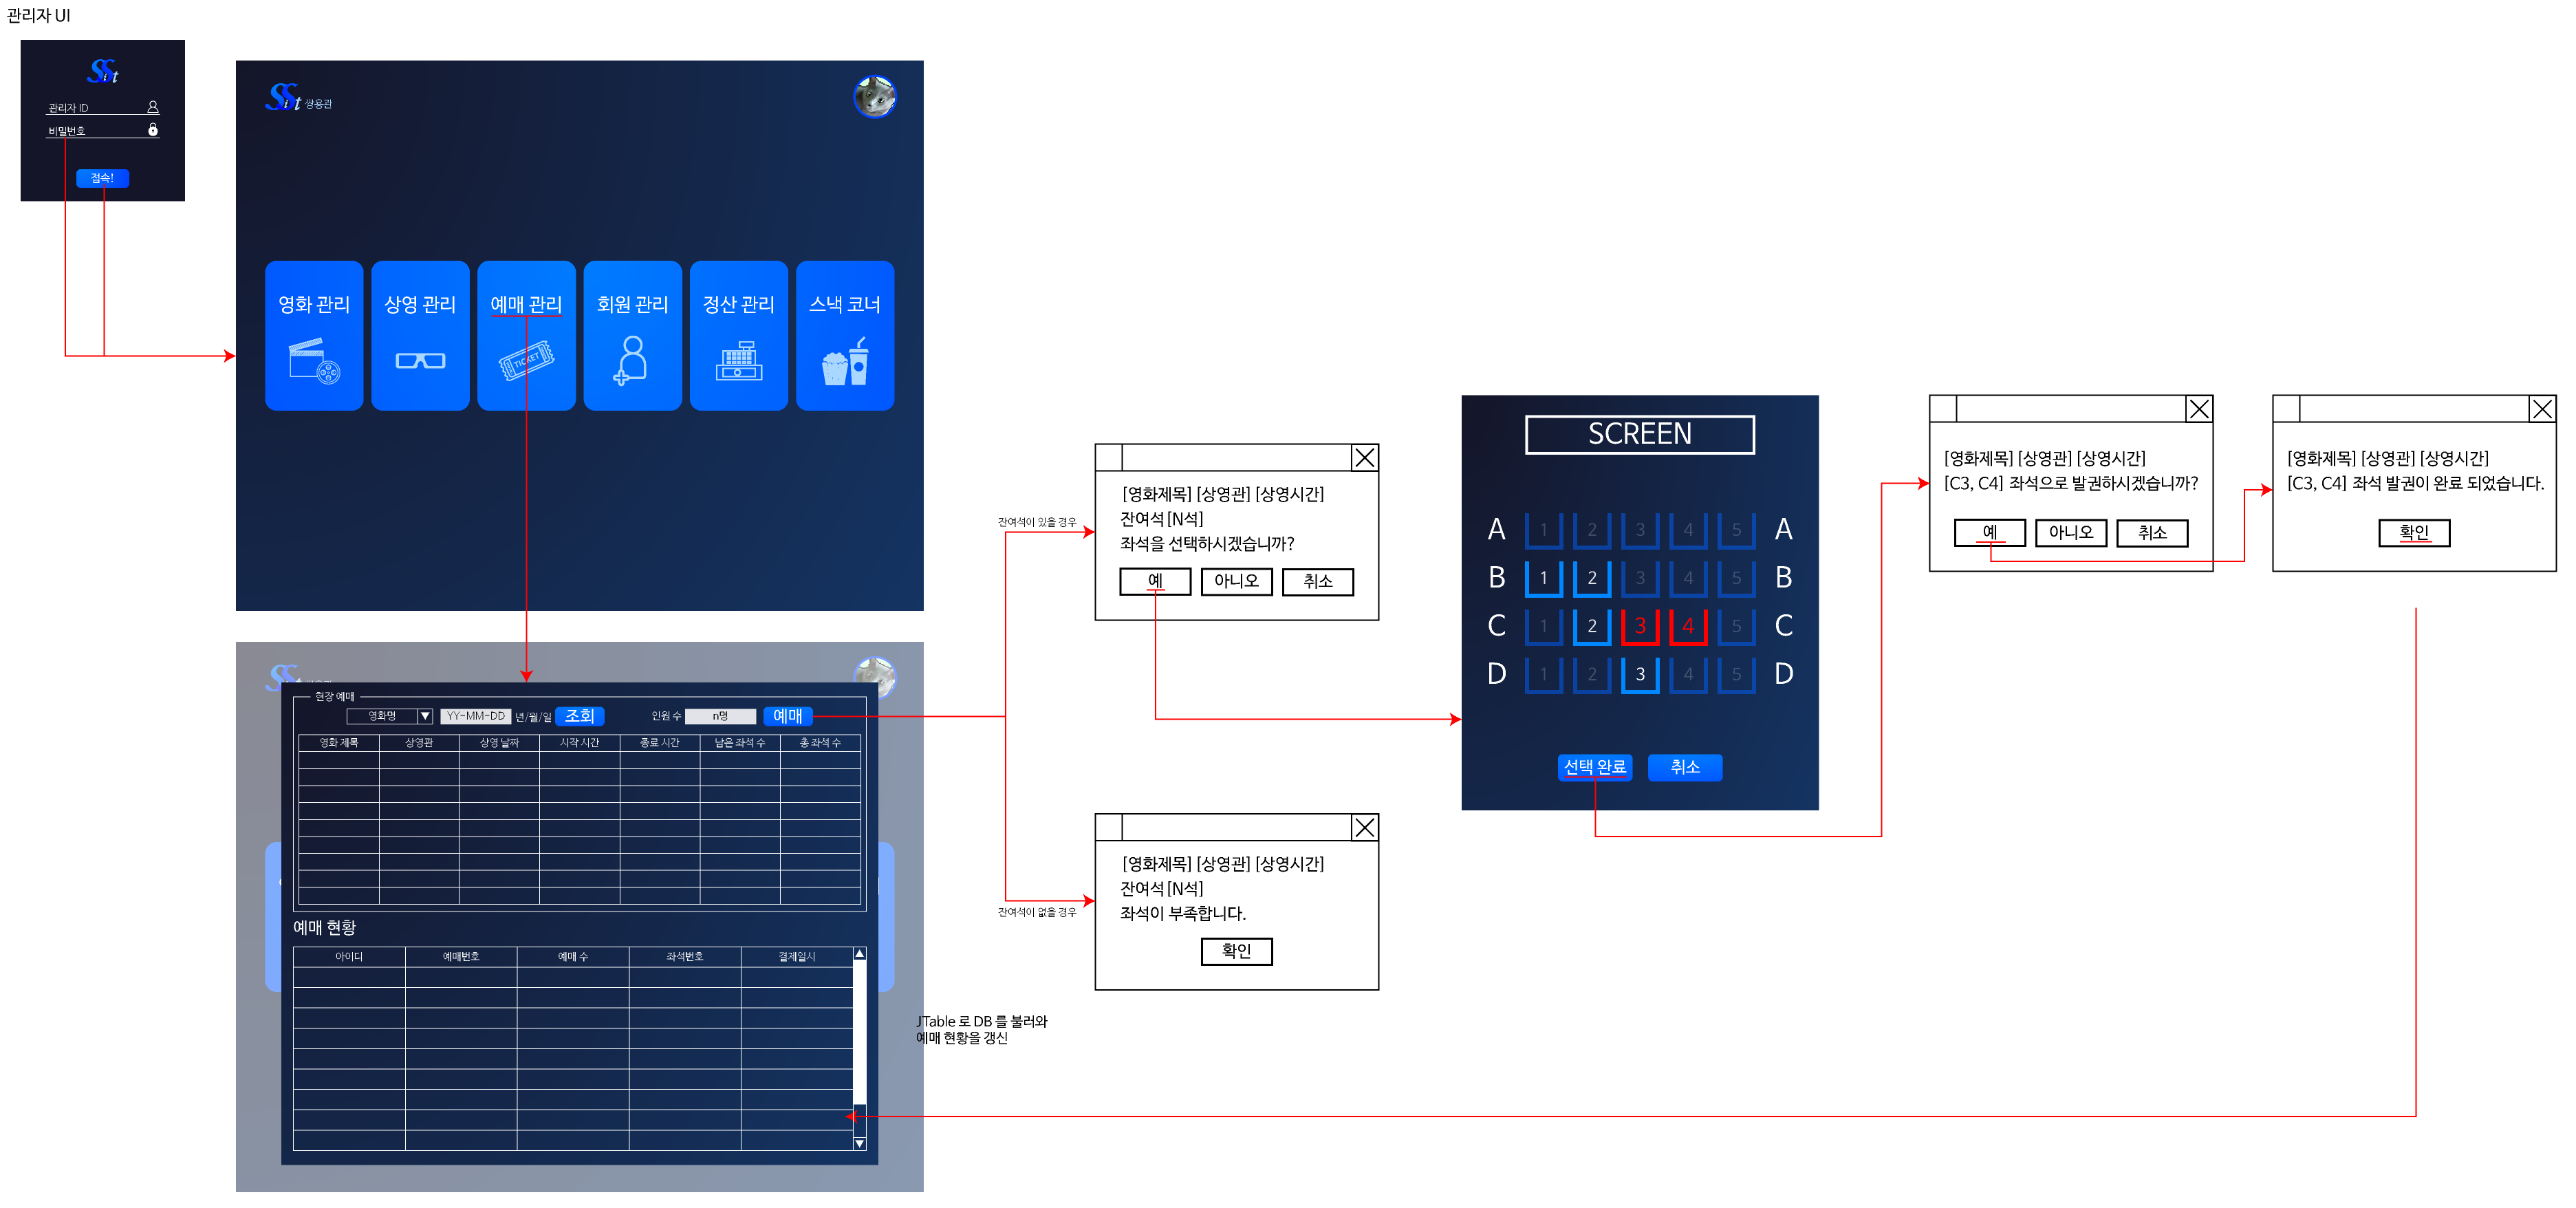 관리자 UI
SSit
관리자 ID
비밀번호
접속!
SSit 쌍용관
영화 관리
상영 관리
예매 관리
회원 관리
정산 관리
스낵 코너
TICKET
현장 예매
영화명
YY-MM-DD
년/월/일
조회
인원 수
n명
예매
영화 제목
상영관
상영 날짜
시작 시간
종료 시간
남은 좌석 수
총 좌석 수
예매 현황
아이디
예매번호
예매 수
좌석번호
결제일시
JTable 로 DB 를 불러와
예매 현황을 갱신
잔여석이 있을 경우
[영화제목] [상영관] [상영시간]
잔여석 [N석]
좌석을 선택하시겠습니까?
예
아니오
취소
잔여석이 없을 경우
[영화제목] [상영관] [상영시간]
잔여석 [N석]
좌석이 부족합니다.
확인
SCREEN
A 1 2 3 4 5 A
B 1 2 3 4 5 B
C 1 2 3 4 5 C
D 1 2 3 4 5 D
선택 완료
취소
[영화제목] [상영관] [상영시간]
[C3, C4] 좌석으로 발권하시겠습니까?
예
아니오
취소
[영화제목] [상영관] [상영시간]
[C3, C4] 좌석 발권이 완료 되었습니다.
확인